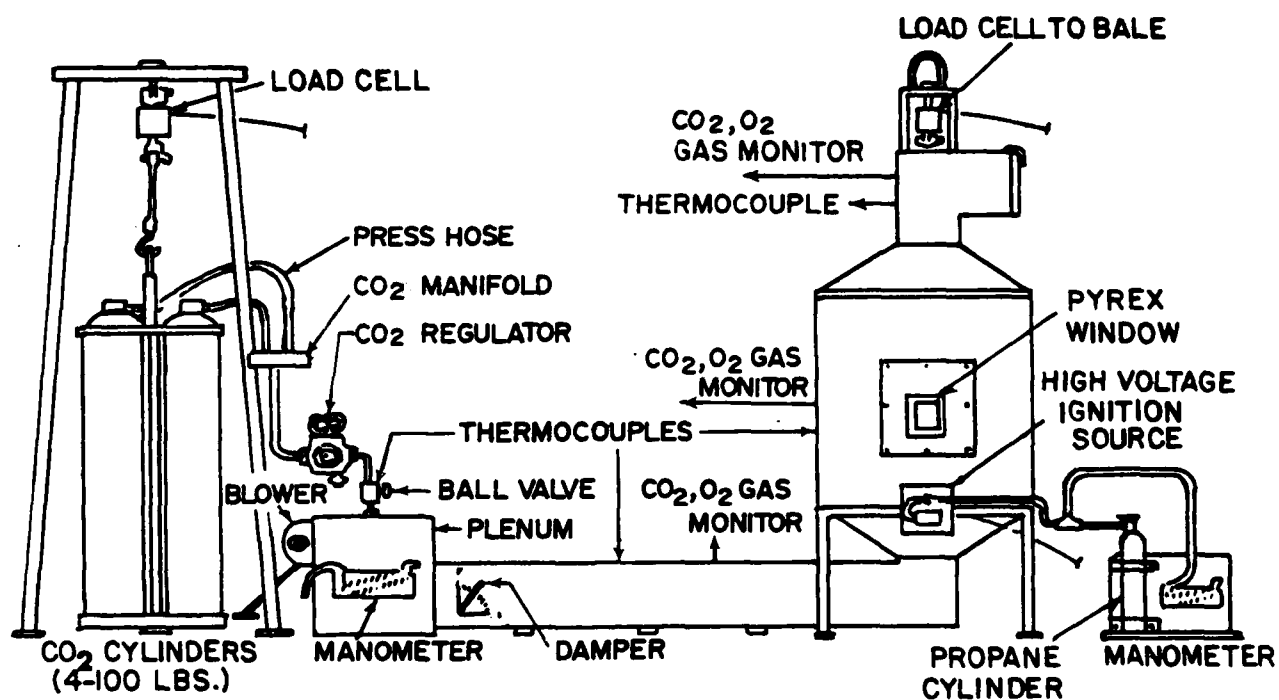 LOAD CELL TO BALE
LOAD CELL
CO2, O2
GAS MONITOR
THERMOCOUPLE
PRESS HOSE
CO2 MANIFOLD
CO2 REGULATOR
PYREX
WINDOW
CO2, O2 GAS
MONITOR
HIGH VOLTAGE
IGNITION
SOURCE
THERMOCOUPLES
BLOWER
BALL VALVE
CO2, O2 GAS
MONITOR
PLENUM
CO2 CYLINDERS
(4-100 LBS.)
MANOMETER
DAMPER
PROPANE
CYLINDER
MANOMETER